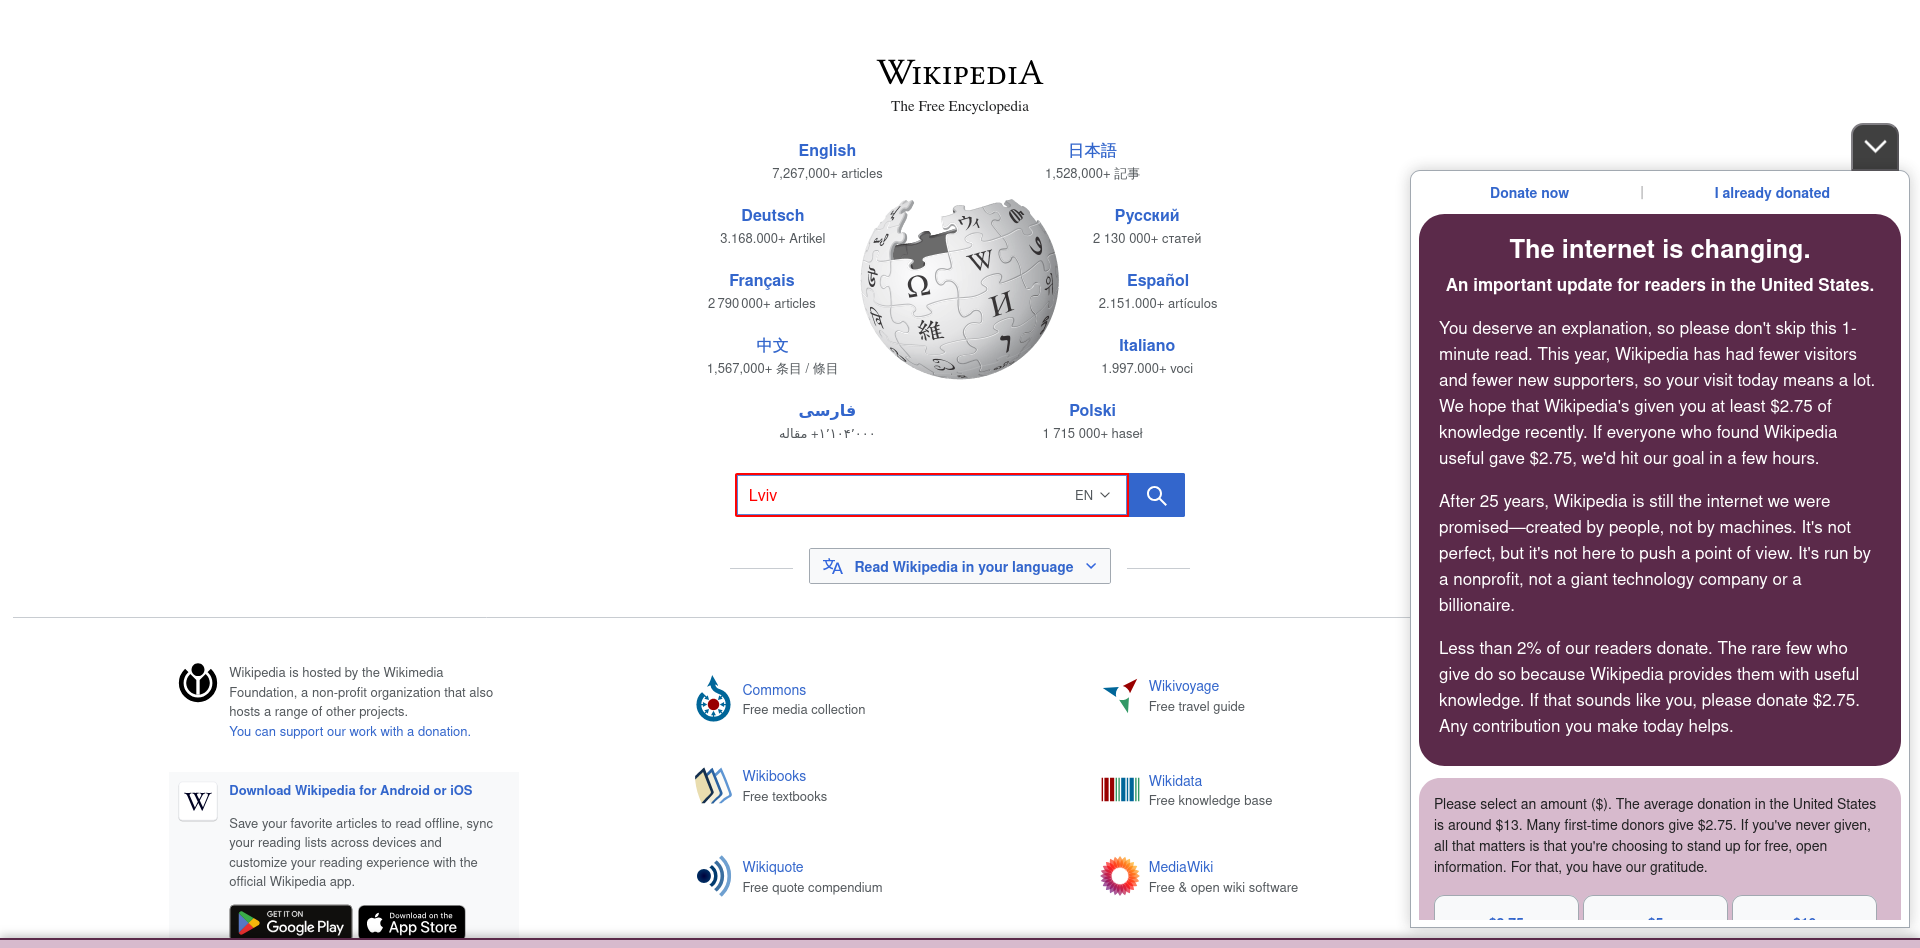 WIKIPEDIA
The Free Encyclopedia
English
7,267,000+ articles
日本語
1,528,000+ 記事
Deutsch
3.168.000+ Artikel
Русский
2 130 000+ статей
Français
2 790 000+ articles
Español
2.151.000+ artículos
中文
1,567,000+ 条目 / 條目
Italiano
1.997.000+ voci
فارسی
۱٬۱۰۴٬۰۰۰+ مقاله
Polski
1 715 000+ haseł
Ω
W
И
維
ウィ
7
Lviv
EN
Read Wikipedia in your language
Wikipedia is hosted by the Wikimedia
Foundation, a non-profit organization that also
hosts a range of other projects.
You can support our work with a donation.
W
Download Wikipedia for Android or iOS
Save your favorite articles to read offline, sync
your reading lists across devices and
customize your reading experience with the
official Wikipedia app.
GET IT ON
Google Play
Download on the
App Store
Commons
Free media collection
Wikivoyage
Free travel guide
Wikibooks
Free textbooks
Wikidata
Free knowledge base
Wikiquote
Free quote compendium
MediaWiki
Free & open wiki software
Donate now
I already donated
The internet is changing.
An important update for readers in the United States.
You deserve an explanation, so please don't skip this 1-
minute read. This year, Wikipedia has had fewer visitors
and fewer new supporters, so your visit today means a lot.
We hope that Wikipedia's given you at least $2.75 of
knowledge recently. If everyone who found Wikipedia
useful gave $2.75, we'd hit our goal in a few hours.
After 25 years, Wikipedia is still the internet we were
promised—created by people, not by machines. It's not
perfect, but it's not here to push a point of view. It's run by
a nonprofit, not a giant technology company or a
billionaire.
Less than 2% of our readers donate. The rare few who
give do so because Wikipedia provides them with useful
knowledge. If that sounds like you, please donate $2.75.
Any contribution you make today helps.
Please select an amount ($). The average donation in the United States
is around $13. Many first-time donors give $2.75. If you've never given,
all that matters is that you're choosing to stand up for free, open
information. For that, you have our gratitude.